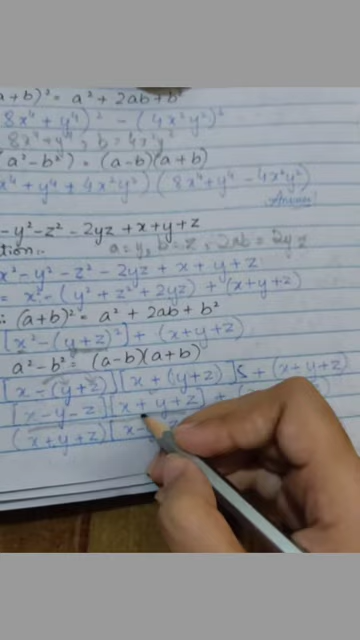 a+b)² = a² + 2ab + b²
8x⁴ + y⁴)² - (4x²y²)²
8x⁴ + y⁴, b = 4x²y²
(a² - b²) = (a-b)(a+b)
x⁴ + y⁴ + 4x²y²) (8x⁴ + y⁴ - 4x²y²)
Answer
- y² - z² - 2yz + x + y + z
tion:- a = y, b = z, 2ab = 2yz
x² - y² - z² - 2yz + x + y + z
= x² - (y² + z² + 2yz) + (x+y+z)
∵ (a+b)² = a² + 2ab + b²
[x² - (y+z)²] + (x+y+z)
a² - b² = (a-b)(a+b)
[x - (y+z)] [x + (y+z)] + (x+y+z)
[x - y - z] [x + y + z] + (
(x+y+z) [x -